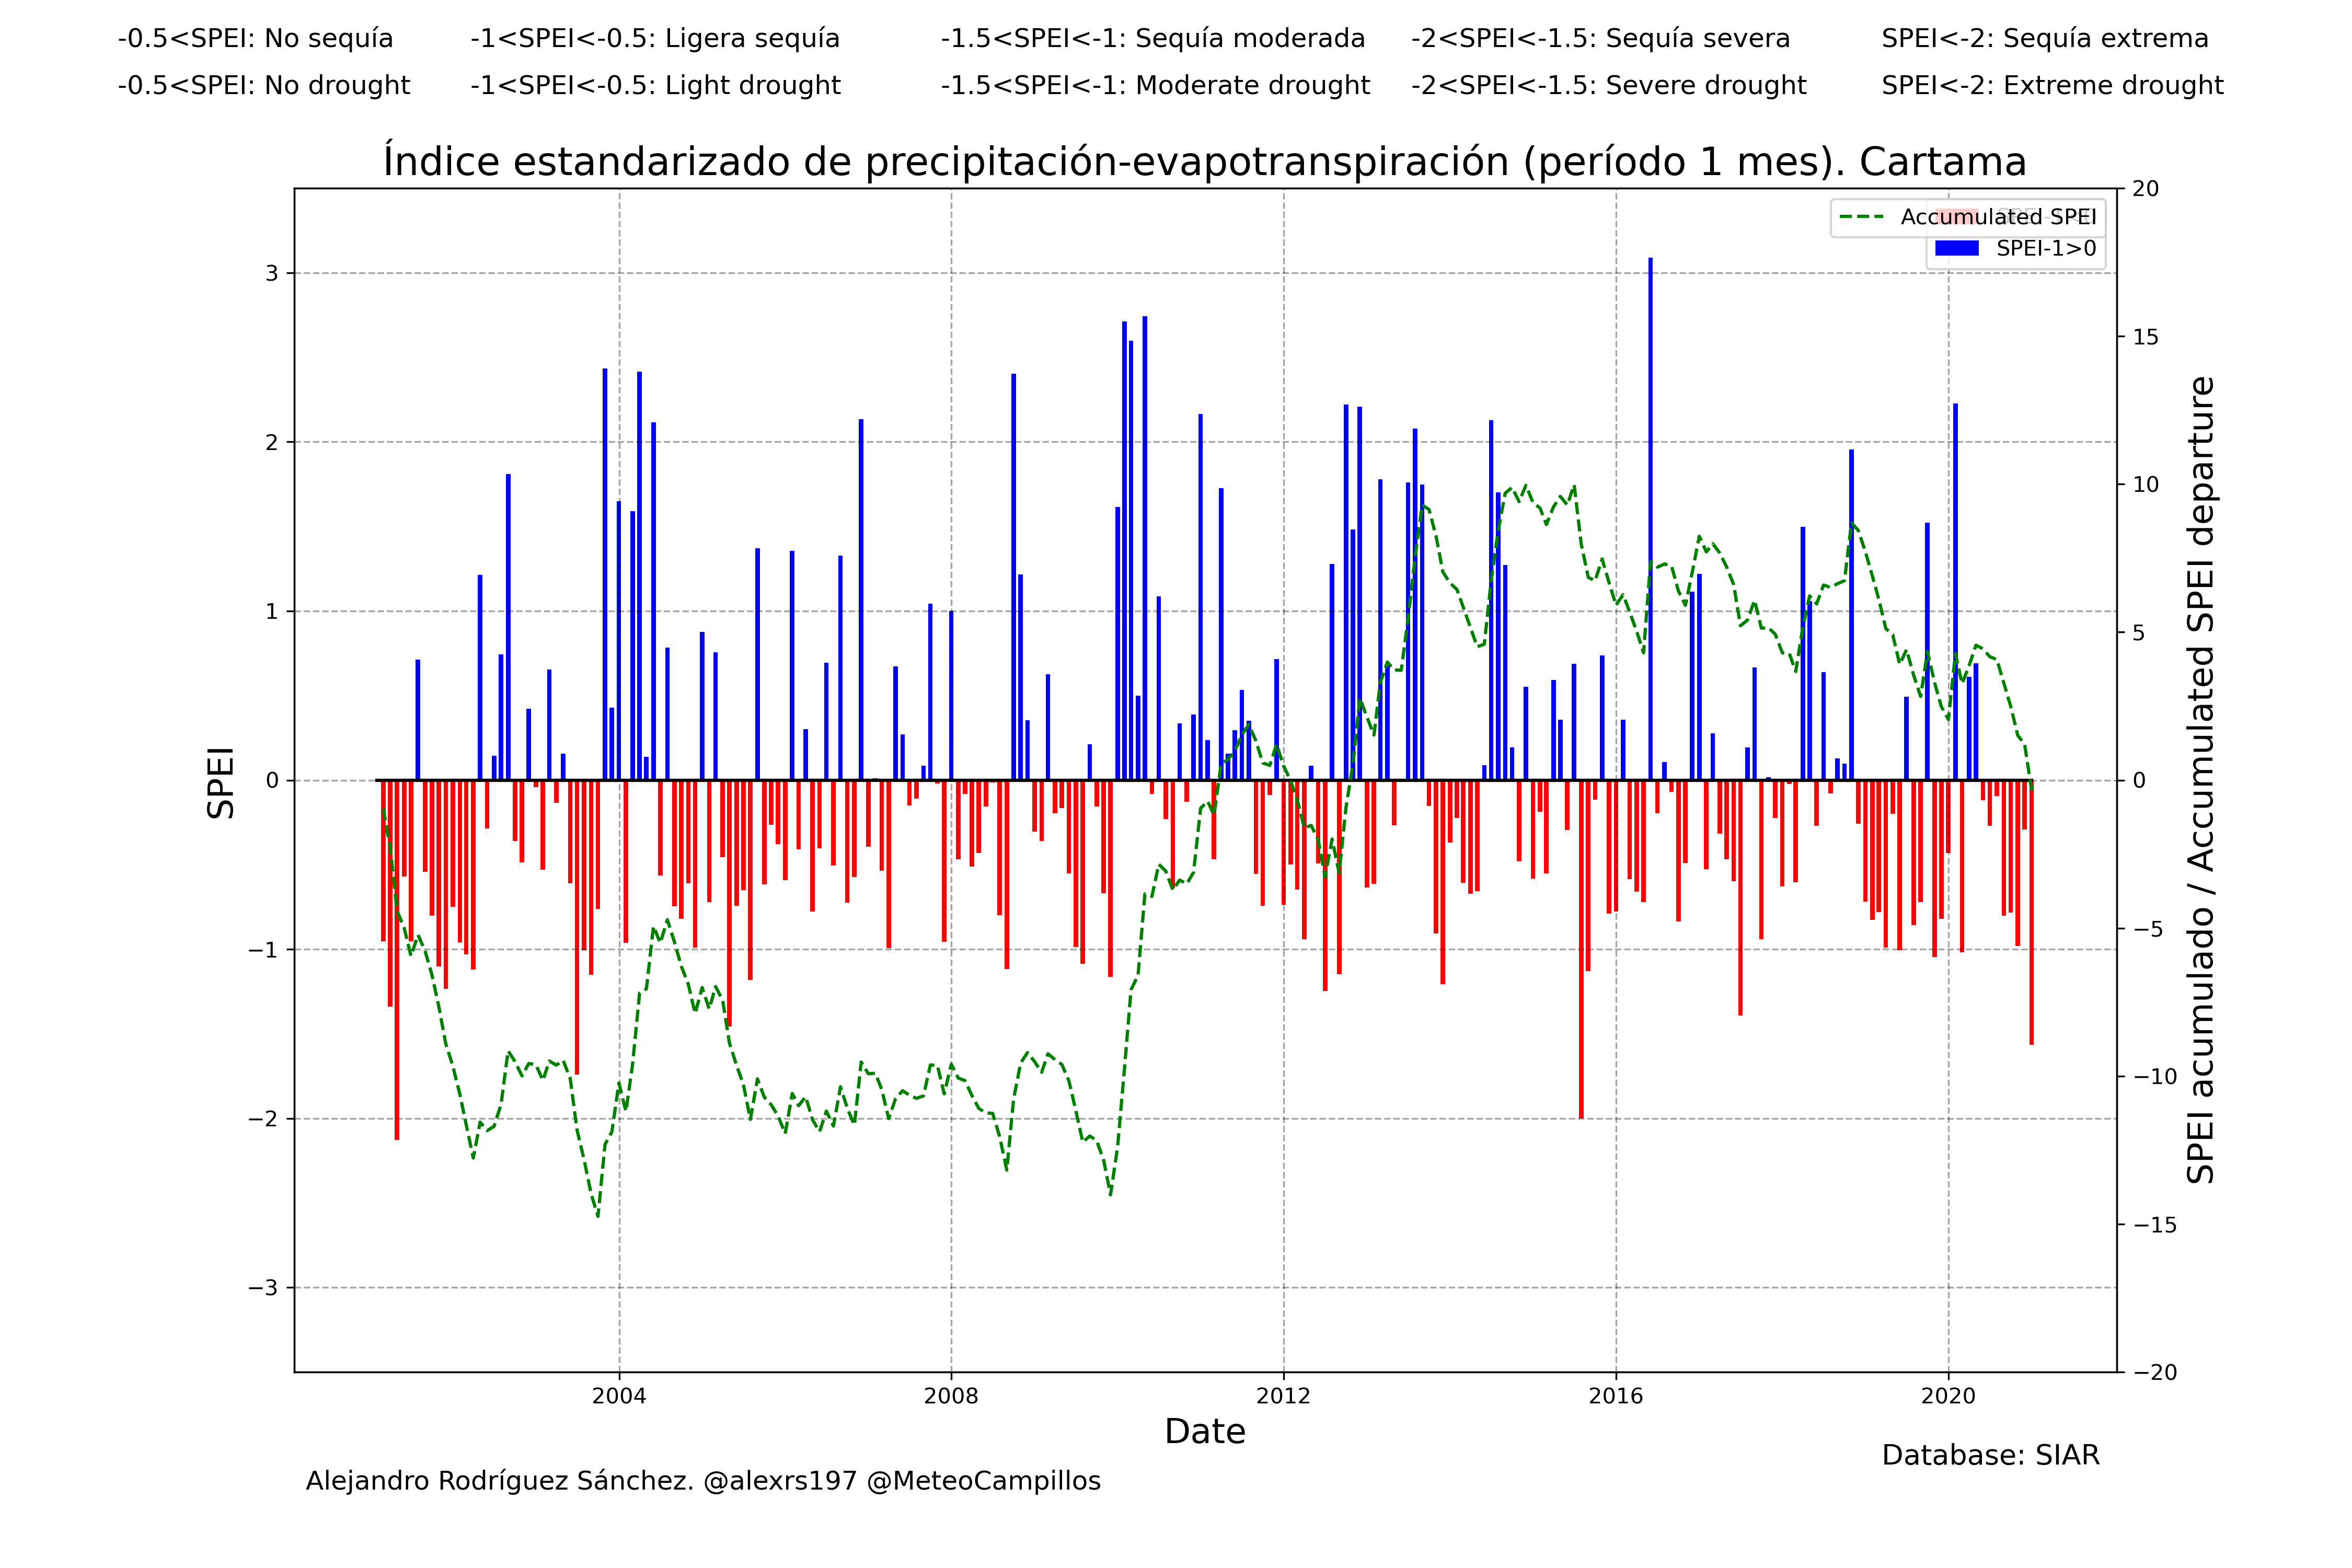 -0.5<SPEI: No sequía -1<SPEI<-0.5: Ligera sequía -1.5<SPEI<-1: Sequía moderada -2<SPEI<-1.5: Sequía severa SPEI<-2: Sequía extrema
-0.5<SPEI: No drought -1<SPEI<-0.5: Light drought -1.5<SPEI<-1: Moderate drought -2<SPEI<-1.5: Severe drought SPEI<-2: Extreme drought
Índice estandarizado de precipitación-evapotranspiración (período 1 mes). Cartama
Accumulated SPEI
SPEI-1>0
SPEI
3
2
1
0
−1
−2
−3
20
15
10
5
0
−5
−10
−15
−20
SPEI acumulado / Accumulated SPEI departure
2004 2008 2012 2016 2020
Date
Database: SIAR
Alejandro Rodríguez Sánchez. @alexrs197 @MeteoCampillos